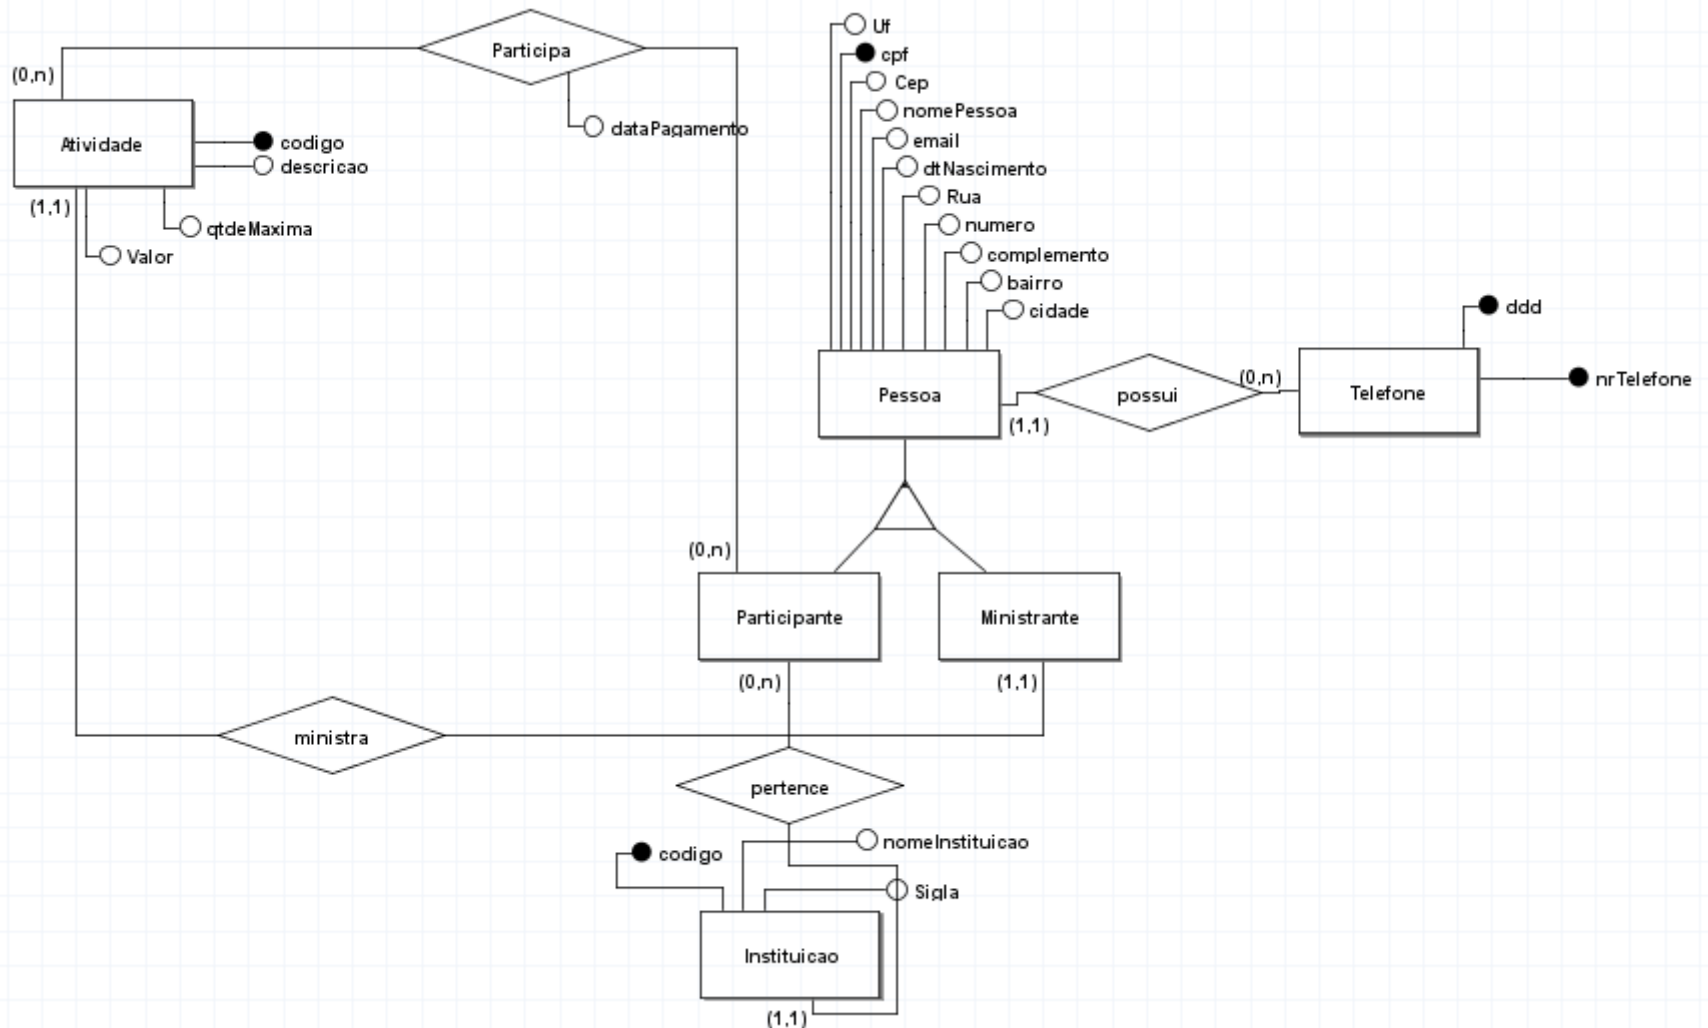 Uf
Participa
cpf
(0,n)
Cep
nomePessoa
dataPagamento
email
Atividade
codigo
descricao
dtNascimento
Rua
(1,1)
qtdeMaxima
numero
Valor
complemento
bairro
cidade
ddd
(0,n)
nrTelefone
Pessoa
possui
Telefone
(1,1)
(0,n)
Participante
Ministrante
(0,n)
(1,1)
ministra
pertence
nomeInstituicao
codigo
Sigla
Instituicao
(1,1)